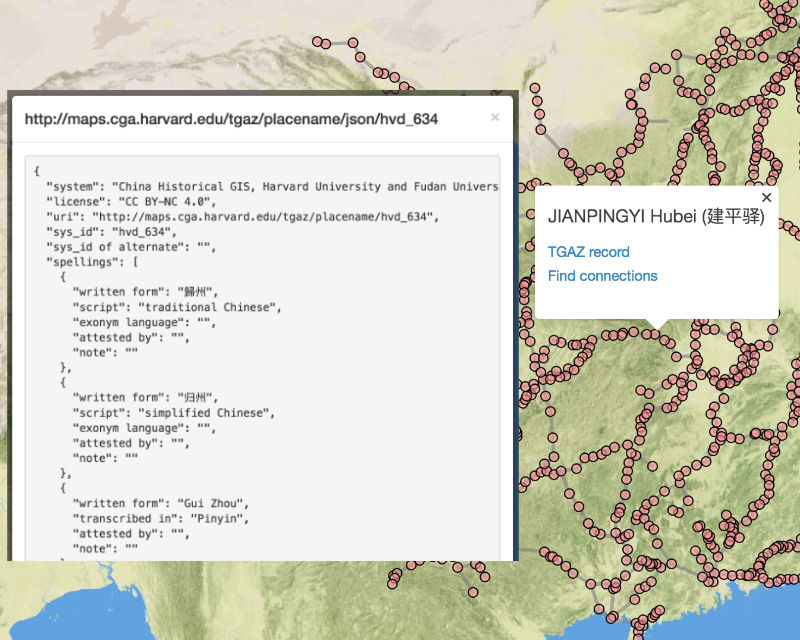 http://maps.cga.harvard.edu/tgaz/placename/json/hvd_634
×
{
"system": "China Historical GIS, Harvard University and Fudan Univers
"license": "CC BY-NC 4.0",
"uri": "http://maps.cga.harvard.edu/tgaz/placename/hvd_634",
"sys_id": "hvd_634",
"sys_id of alternate": "",
"spellings": [
{
"written form": "歸州",
"script": "traditional Chinese",
"exonym language": "",
"attested by": "",
"note": ""
},
{
"written form": "归州",
"script": "simplified Chinese",
"exonym language": "",
"attested by": "",
"note": ""
},
{
"written form": "Gui Zhou",
"transcribed in": "Pinyin",
"attested by": "",
"note": ""
×
JIANPINGYI Hubei (建平驿)
TGAZ record
Find connections